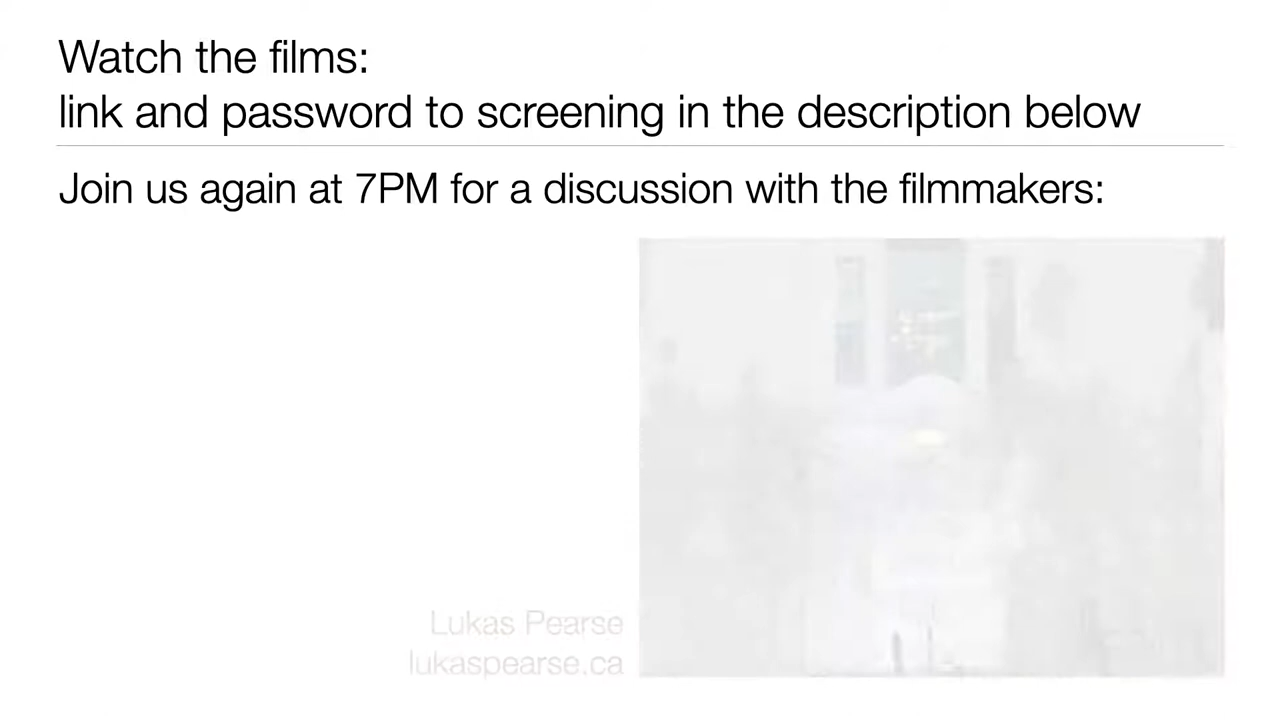 Watch the films:
link and password to screening in the description below
Join us again at 7PM for a discussion with the filmmakers:
Lukas Pearse
lukaspearse.ca